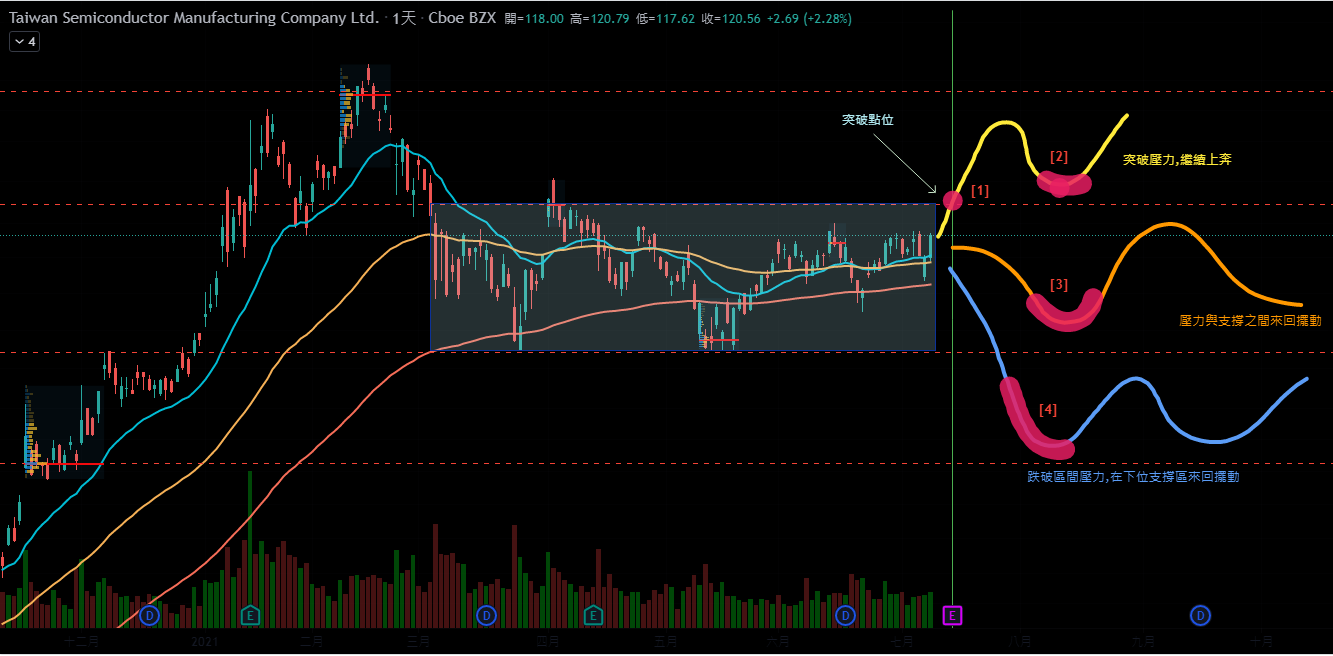 Taiwan Semiconductor Manufacturing Company Ltd. · 1天 · Cboe BZX 開=118.00 高=120.79 低=117.62 收=120.56 +2.69 (+2.28%)
4
突破點位
[2]
突破壓力,繼續上奔
[1]
[3]
壓力與支撐之間來回擺動
[4]
跌破區間壓力,在下位支撐區來回擺動
D E D E D E D
十二月 2021 二月 三月 四月 五月 六月 七月 八月 九月 十月